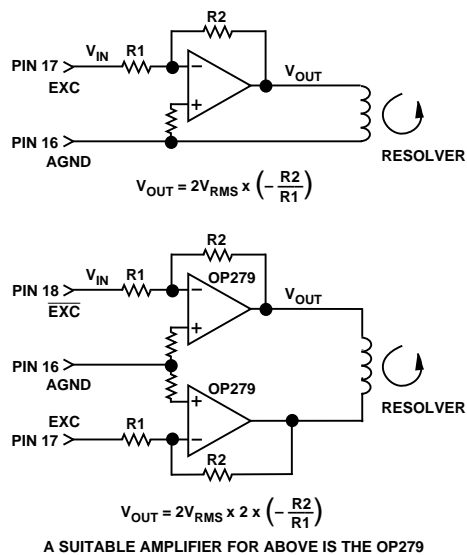 R2
V_IN R1
PIN 17
EXC
V_OUT
PIN 16
AGND
RESOLVER
V_OUT = 2V_RMS x (-R2/R1)
R2
V_IN R1 OP279
PIN 18
E̅X̅C̅
V_OUT
PIN 16
AGND
OP279
RESOLVER
EXC
PIN 17
R1
R2
V_OUT = 2V_RMS x 2 x (-R2/R1)
A SUITABLE AMPLIFIER FOR ABOVE IS THE OP279